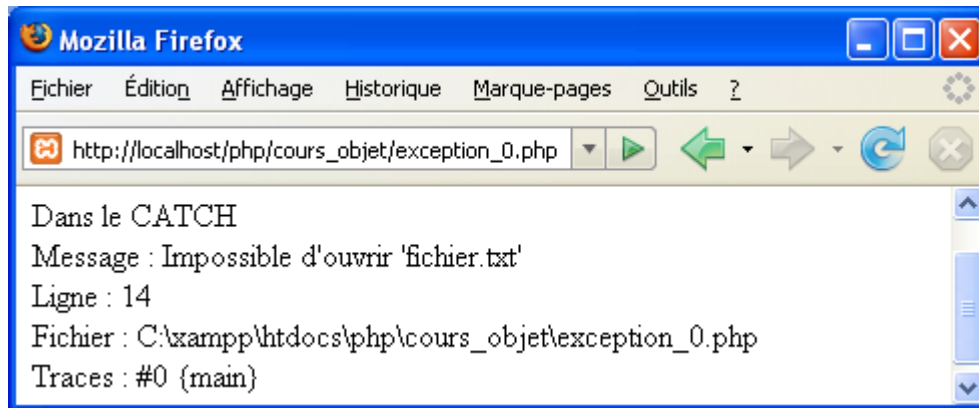 Mozilla Firefox
Fichier Édition Affichage Historique Marque-pages Outils ?
http://localhost/php/cours_objet/exception_0.php
Dans le CATCH
Message : Impossible d'ouvrir 'fichier.txt'
Ligne : 14
Fichier : C:\xampp\htdocs\php\cours_objet\exception_0.php
Traces : #0 {main}